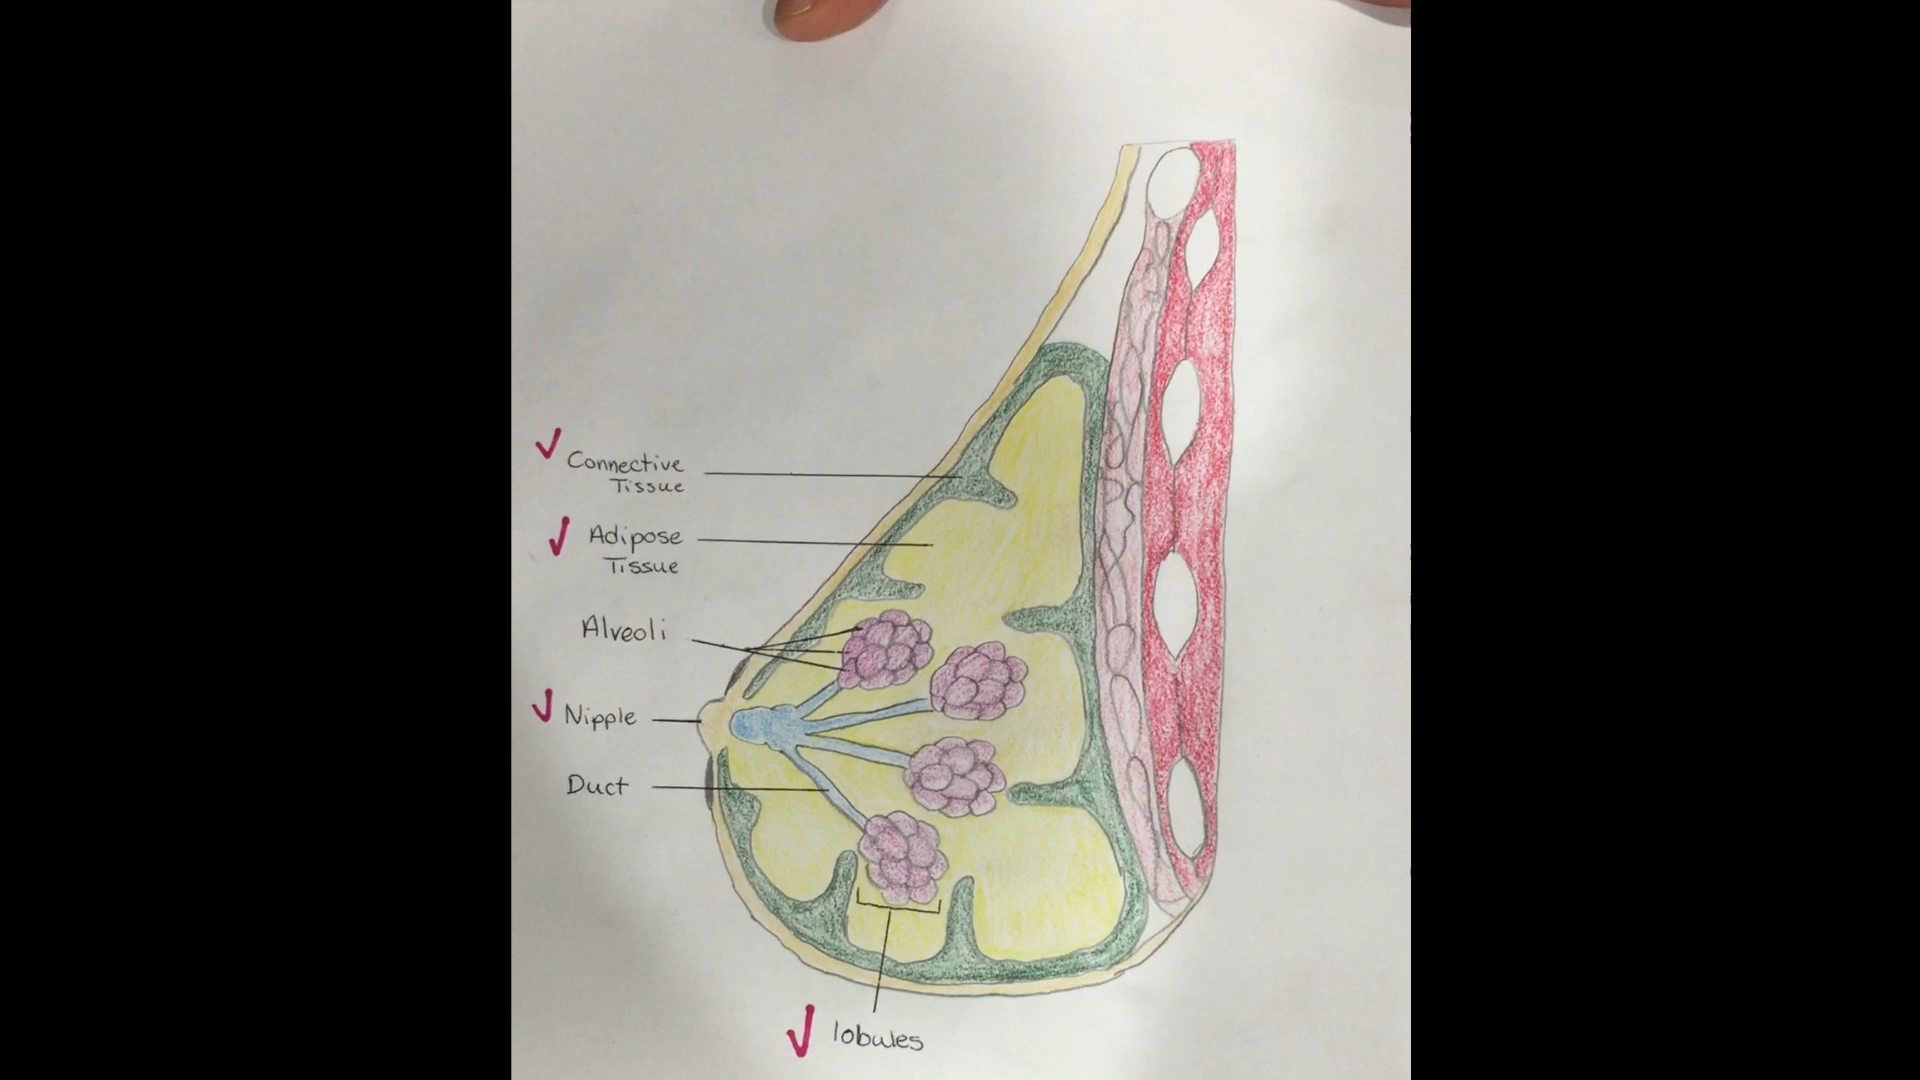 Connective
Tissue
Adipose
Tissue
Alveoli
Nipple
Duct
lobules